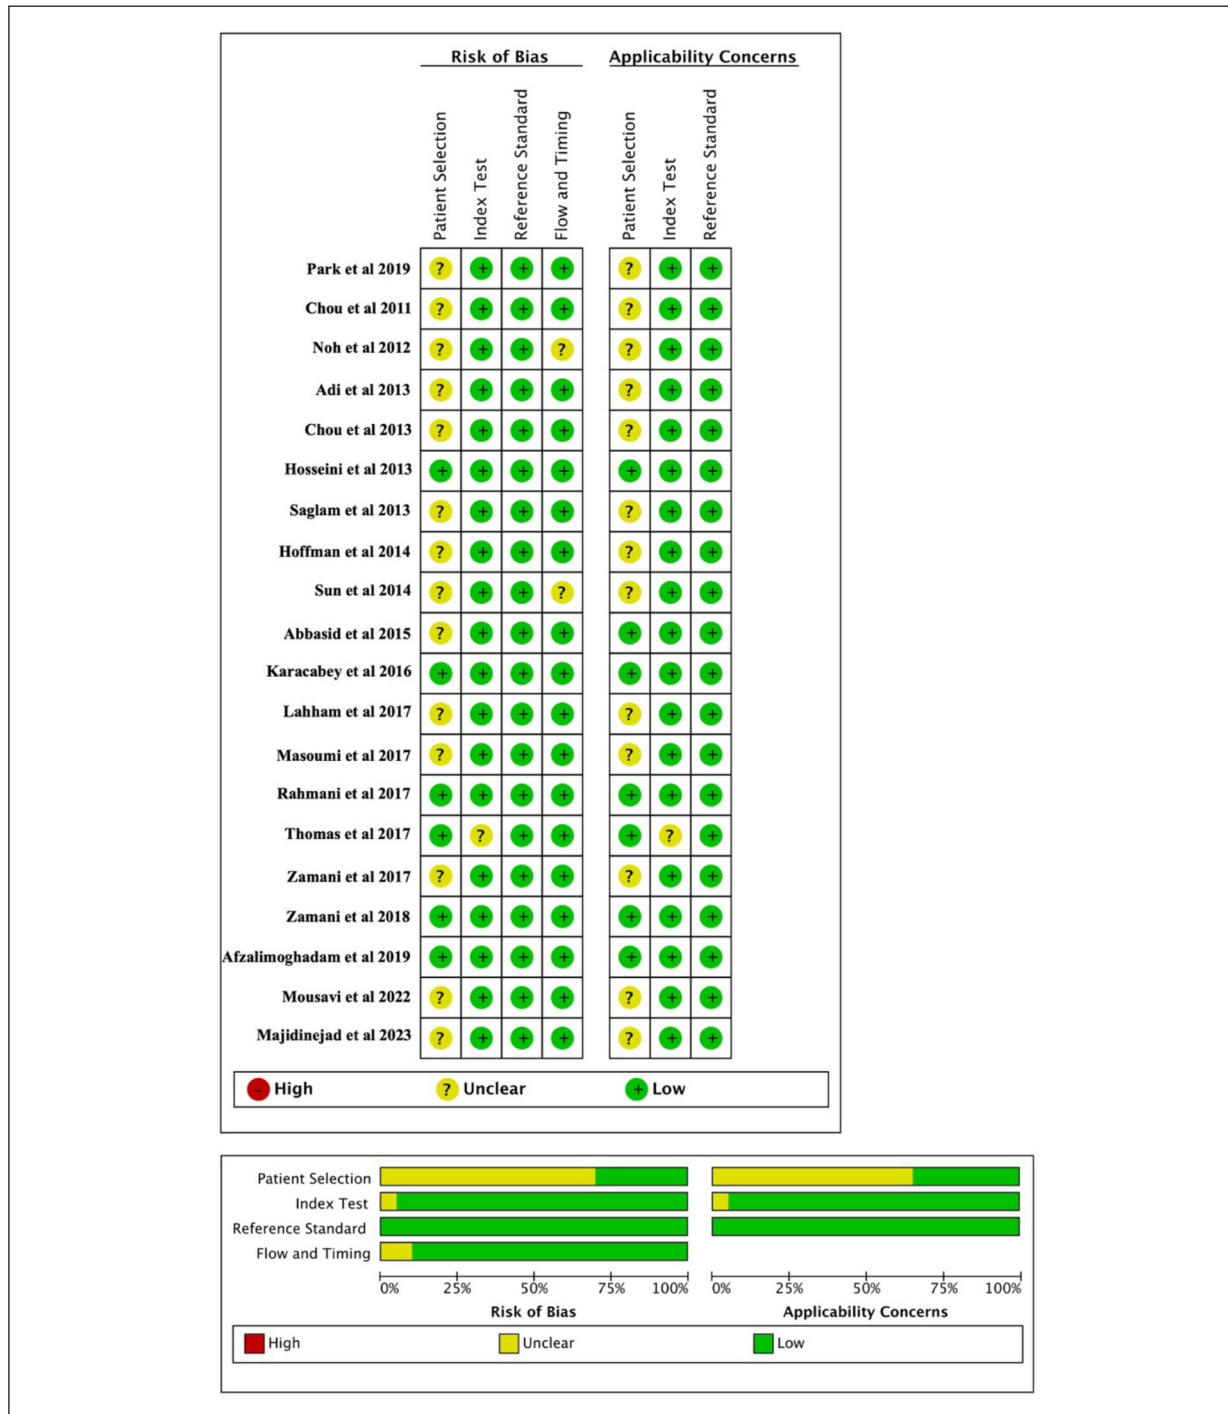 Risk of Bias Applicability Concerns
Patient Selection Index Test Reference Standard Flow and Timing Patient Selection Index Test Reference Standard
Park et al 2019 ? + + + ? + +
Chou et al 2011 ? + + + ? + +
Noh et al 2012 ? + + ? ? + +
Adi et al 2013 ? + + + ? + +
Chou et al 2013 ? + + + ? + +
Hosseini et al 2013 + + + + + + +
Saglam et al 2013 ? + + + ? + +
Hoffman et al 2014 ? + + + ? + +
Sun et al 2014 ? + + ? ? + +
Abbasid et al 2015 ? + + + + + +
Karacabey et al 2016 + + + + + + +
Lahham et al 2017 ? + + + ? + +
Masoumi et al 2017 ? + + + ? + +
Rahmani et al 2017 + + + + + + +
Thomas et al 2017 + ? + + + ? +
Zamani et al 2017 ? + + + ? + +
Zamani et al 2018 + + + + + + +
Afzalimoghadam et al 2019 + + + + + + +
Mousavi et al 2022 ? + + + ? + +
Majidinejad et al 2023 ? + + + ? + +
- High ? Unclear + Low
Patient Selection
Index Test
Reference Standard
Flow and Timing
0% 25% 50% 75% 100% 0% 25% 50% 75% 100%
Risk of Bias Applicability Concerns
High Unclear Low